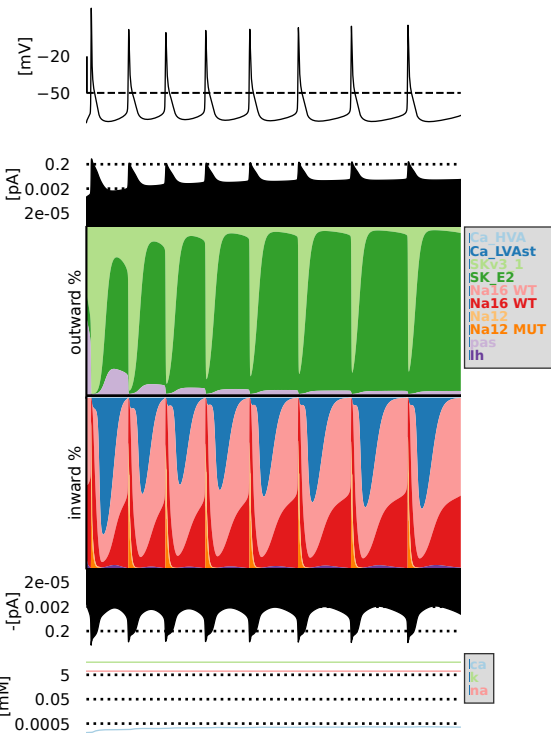 [mV]
−20
−50
[pA]
0.2
0.002
2e-05
outward %
Ca_HVA
Ca_LVAst
SKv3_1
SK_E2
Na16 WT
Na16 WT
Na12
Na12 MUT
pas
Ih
inward %
-[pA]
2e-05
0.002
0.2
[mM]
5
0.05
0.0005
ca
k
na